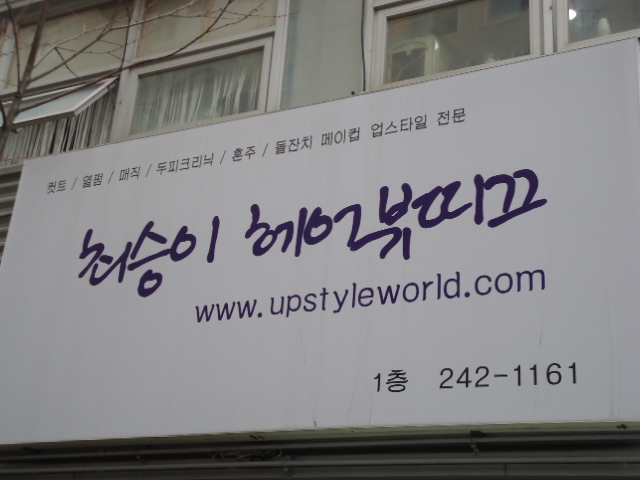 컷트 / 열펌 / 매직 / 두피크리닉 / 혼주 / 돌잔치 메이컵 업스타일 전문
최승이 헤어뷰띠끄
www.upstyleworld.com
1층 242-1161